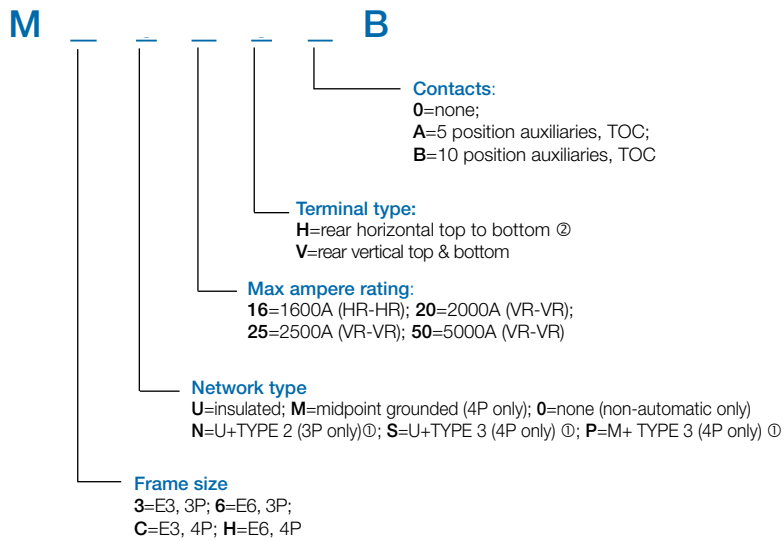 M _ _ _ _ _ B
Contacts:
0=none;
A=5 position auxiliaries, TOC;
B=10 position auxiliaries, TOC
Terminal type:
H=rear horizontal top to bottom ②
V=rear vertical top & bottom
Max ampere rating:
16=1600A (HR-HR); 20=2000A (VR-VR);
25=2500A (VR-VR); 50=5000A (VR-VR)
Network type
U=insulated; M=midpoint grounded (4P only); 0=none (non-automatic only)
N=U+TYPE 2 (3P only)①; S=U+TYPE 3 (4P only) ①; P=M+ TYPE 3 (4P only) ①
Frame size
3=E3, 3P; 6=E6, 3P;
C=E3, 4P; H=E6, 4P